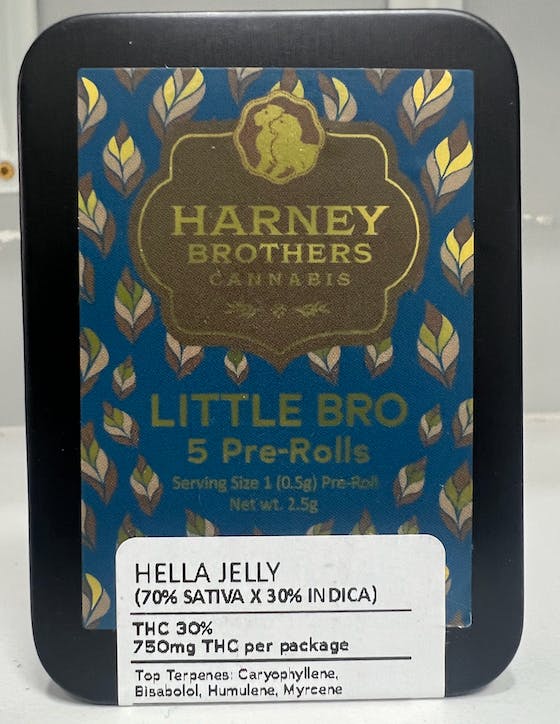 HARNEY
BROTHERS
CANNABIS
LITTLE BRO
5 Pre-Rolls
Serving Size 1 (0.5g) Pre-Roll
Net wt. 2.5g
HELLA JELLY
(70% SATIVA X 30% INDICA)
THC 30%
750mg THC per package
Top Terpenes: Caryophyllene,
Bisabolol, Humulene, Myrcene